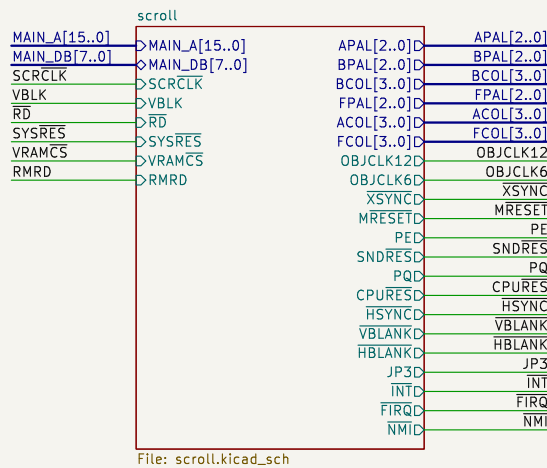 scroll
MAIN_A[15..0] MAIN_A[15..0] APAL[2..0] APAL[2..0]
MAIN_DB[7..0] MAIN_DB[7..0] BPAL[2..0] BPAL[2..0]
SCRCLK SCRCLK BCOL[3..0] BCOL[3..0]
VBLK VBLK FPAL[2..0] FPAL[2..0]
RD RD ACOL[3..0] ACOL[3..0]
SYSRES SYSRES FCOL[3..0] FCOL[3..0]
VRAMCS VRAMCS OBJCLK12 OBJCLK12
RMRD RMRD OBJCLK6 OBJCLK6
XSYNC XSYNC
MRESET MRESET
PE PE
SNDRES SNDRES
PQ PQ
CPURES CPURES
HSYNC HSYNC
VBLANK VBLANK
HBLANK HBLANK
JP3 JP3
INT INT
FIRQ FIRQ
NMI NMI
File: scroll.kicad_sch